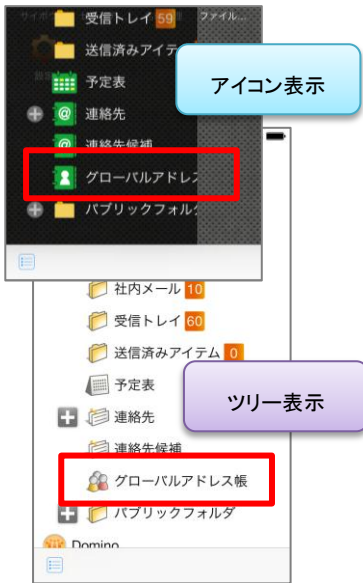 ファイル...
受信トレイ 59
送信済みアイテ
アイコン表示
予定表
連絡先
連絡先候補
グローバルアドレス
パブリックフォルダ
社内メール 10
受信トレイ 60
送信済みアイテム 0
予定表
ツリー表示
連絡先
連絡先候補
グローバルアドレス帳
パブリックフォルダ
Domino